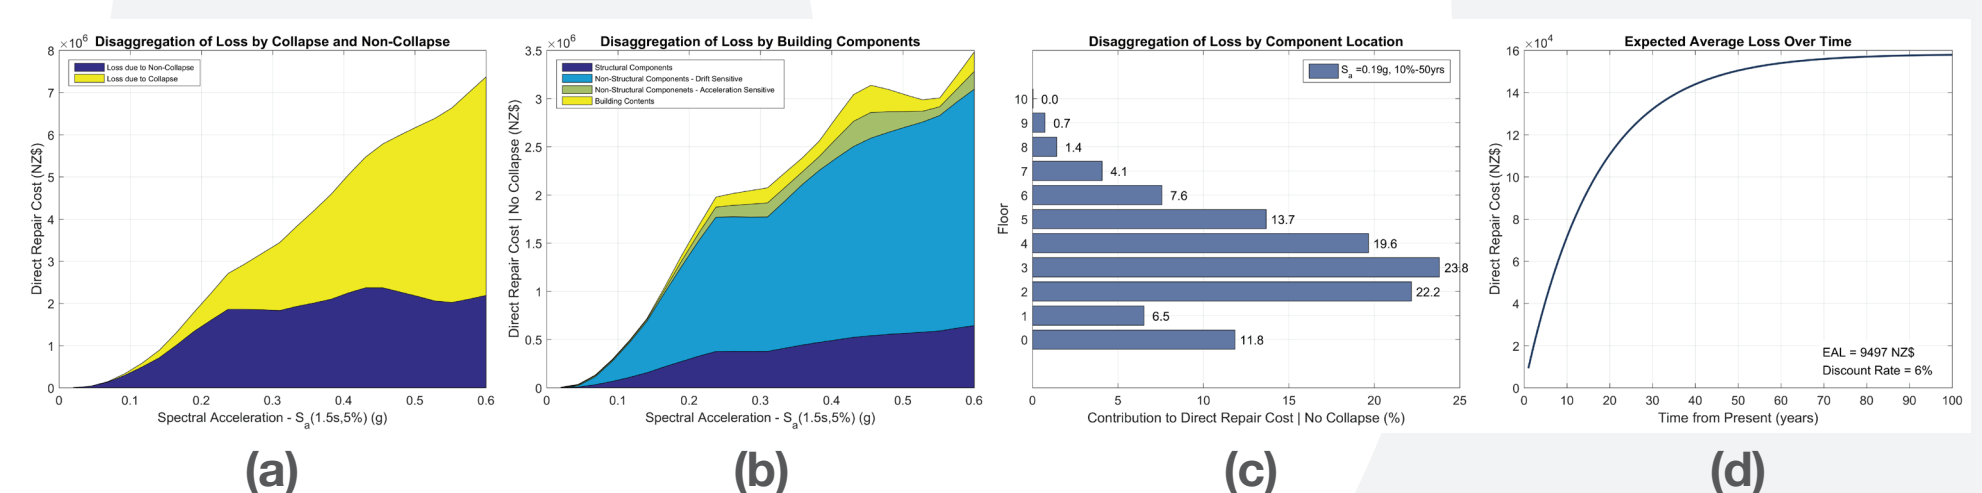 ×10⁶ Disaggregation of Loss by Collapse and Non-Collapse
Loss due to Non-Collapse
Loss due to Collapse
8
7
6
5
4
3
2
1
0
Direct Repair Cost (NZ$)
0 0.1 0.2 0.3 0.4 0.5 0.6
Spectral Acceleration - Sa(1.5s,5%) (g)
(a)
×10⁶ Disaggregation of Loss by Building Components
Structural Components
Non-Structural Components - Drift Sensitive
Non-Structural Componenets - Acceleration Sensitive
Building Contents
3.5
3
2.5
2
1.5
1
0.5
0
Direct Repair Cost | No Collapse (NZ$)
0 0.1 0.2 0.3 0.4 0.5 0.6
Spectral Acceleration - Sa(1.5s,5%) (g)
(b)
Disaggregation of Loss by Component Location
Sa =0.19g, 10%-50yrs
10 0.0
9 0.7
8 1.4
7 4.1
6 7.6
5 13.7
4 19.6
3 23.8
2 22.2
1 6.5
0 11.8
Floor
0 5 10 15 20 25
Contribution to Direct Repair Cost | No Collapse (%)
(c)
×10⁴ Expected Average Loss Over Time
16
14
12
10
8
6
4
2
0
Direct Repair Cost (NZ$)
EAL = 9497 NZ$
Discount Rate = 6%
0 10 20 30 40 50 60 70 80 90 100
Time from Present (years)
(d)